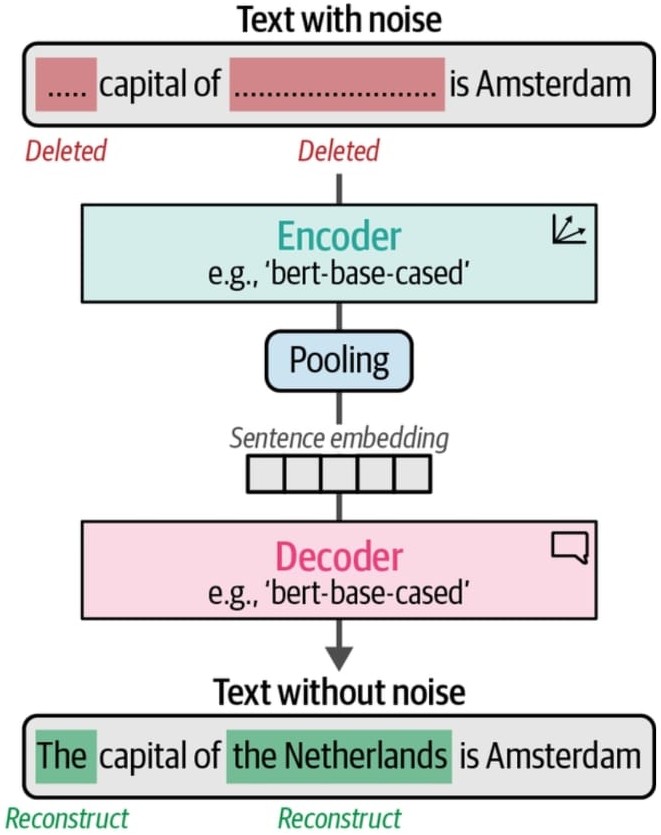 Text with noise
..... capital of ........................ is Amsterdam
Deleted Deleted
Encoder
e.g., ‘bert-base-cased’
Pooling
Sentence embedding
Decoder
e.g., ‘bert-base-cased’
Text without noise
The capital of the Netherlands is Amsterdam
Reconstruct Reconstruct